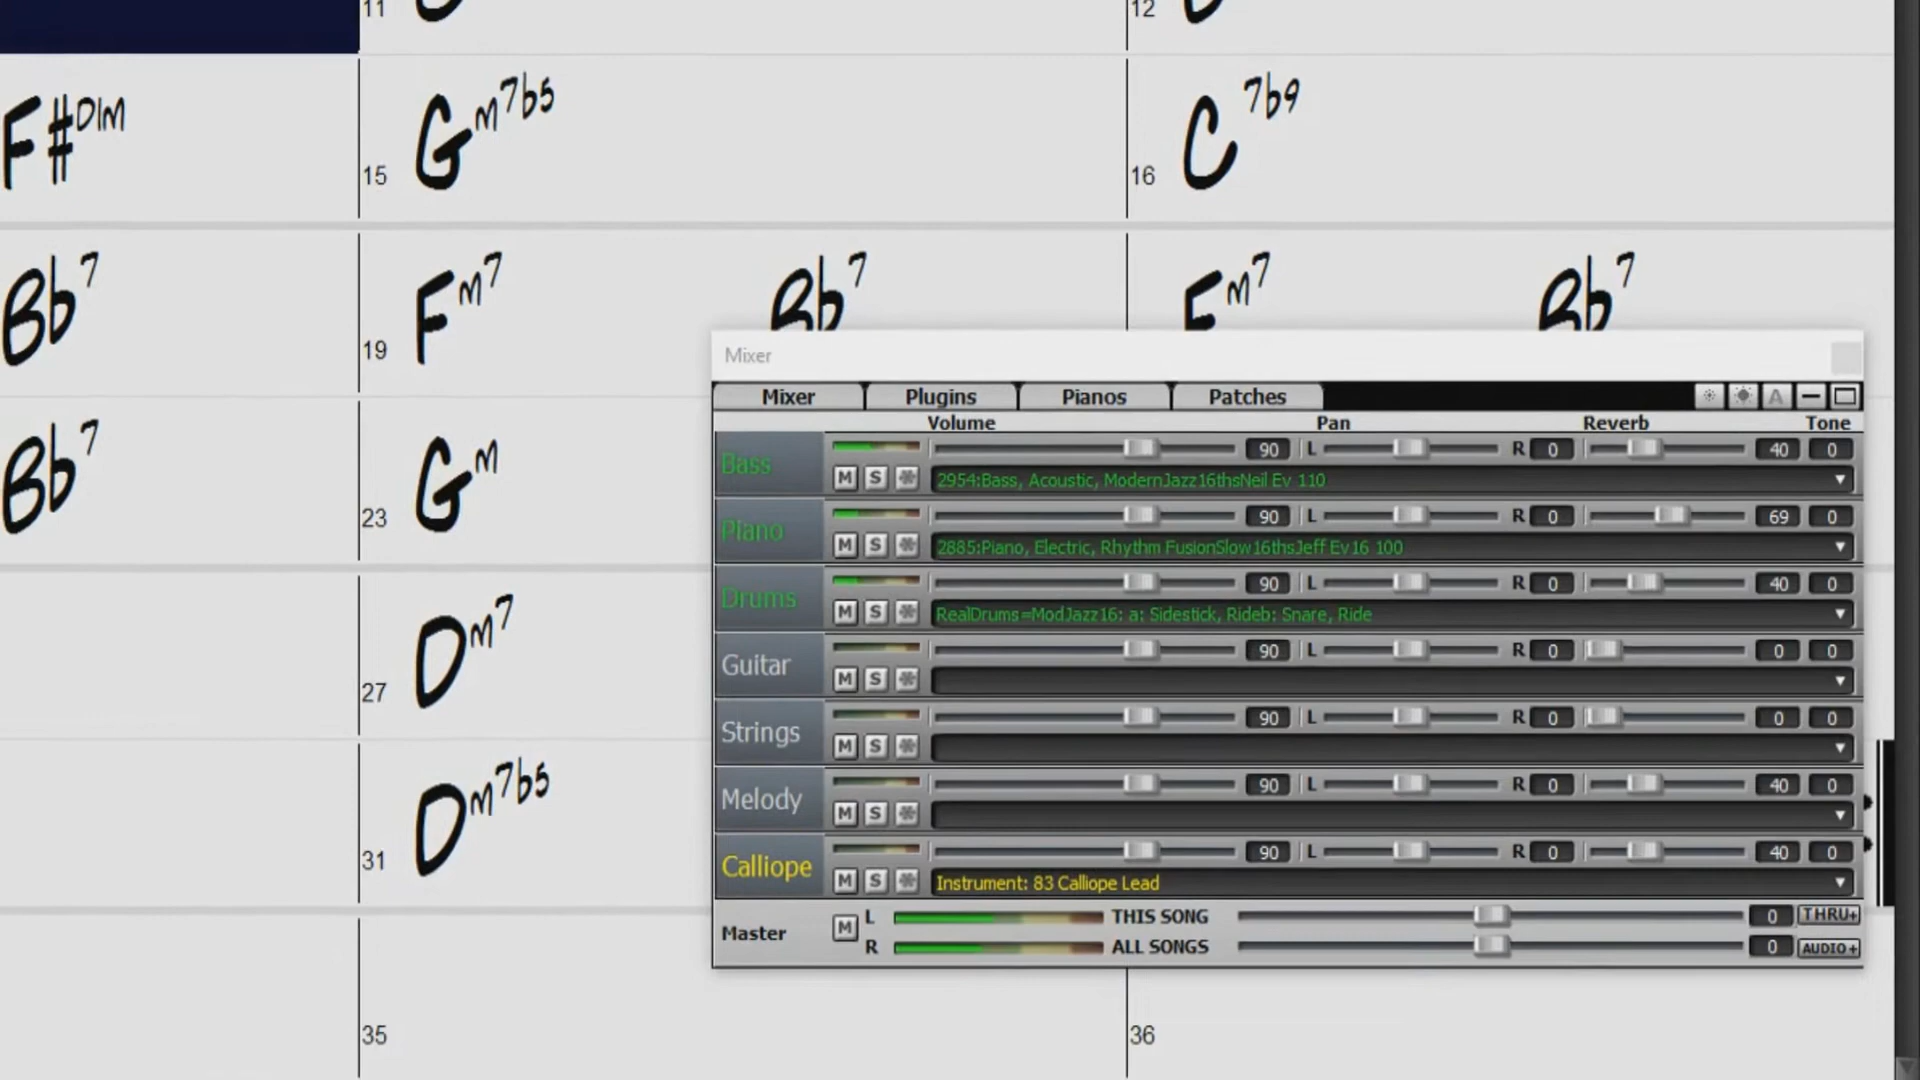 11
12
F#DIM
15
Gm7b5
16
C7b9
Bb7
19
Fm7
Bb7
Fm7
Bb7
Mixer
Mixer Plugins Pianos Patches
A
Volume Pan Reverb Tone
Bass 90 L R 0 40 0
M S 2954:Bass, Acoustic, ModernJazz16thsNeil Ev 110
Piano 90 L R 0 69 0
M S 2885:Piano, Electric, Rhythm FusionSlow16thsJeff Ev16 100
Drums 90 L R 0 40 0
M S RealDrums=ModJazz16: a: Sidestick, Rideb: Snare, Ride
Guitar 90 L R 0 0 0
M S
Strings 90 L R 0 0 0
M S
Melody 90 L R 0 40 0
M S
Calliope 90 L R 0 40 0
M S Instrument: 83 Calliope Lead
Master M L THIS SONG 0 THRU+
R ALL SONGS 0 AUDIO+
Bb7
23
Gm
27
Dm7
31
Dm7b5
35
36